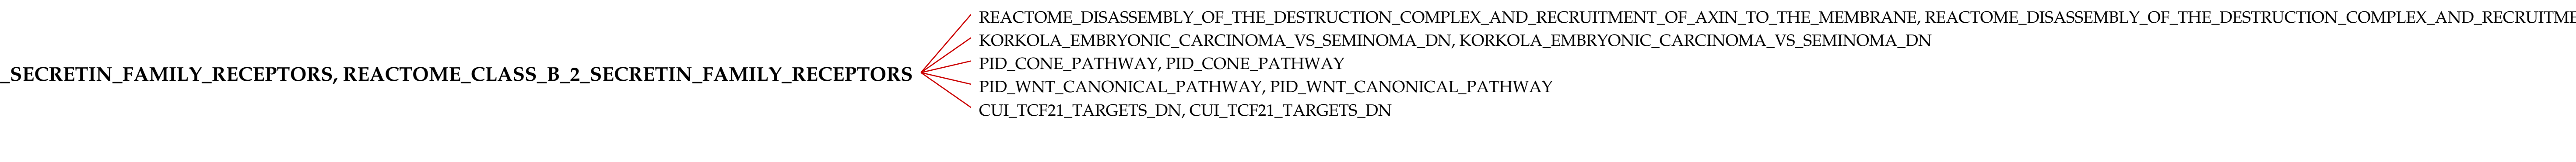 REACTOME_DISASSEMBLY_OF_THE_DESTRUCTION_COMPLEX_AND_RECRUITMENT_OF_AXIN_TO_THE_MEMBRANE, REACTOME_DISASSEMBLY_OF_THE_DESTRUCTION_COMPLEX_AND_RECRUITME
KORKOLA_EMBRYONIC_CARCINOMA_VS_SEMINOMA_DN, KORKOLA_EMBRYONIC_CARCINOMA_VS_SEMINOMA_DN
PID_CONE_PATHWAY, PID_CONE_PATHWAY
_SECRETIN_FAMILY_RECEPTORS, REACTOME_CLASS_B_2_SECRETIN_FAMILY_RECEPTORS
PID_WNT_CANONICAL_PATHWAY, PID_WNT_CANONICAL_PATHWAY
CUI_TCF21_TARGETS_DN, CUI_TCF21_TARGETS_DN